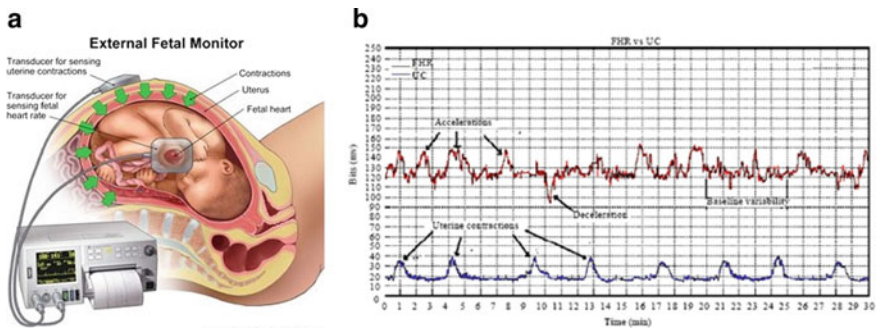 a
External Fetal Monitor
Transducer for sensing
uterine contractions
Transducer for
sensing fetal
heart rate
Contractions
Uterus
Fetal heart
b
FHR vs UC
FHR
UC
250
240
230
220
210
200
190
180
170
160
150
140
130
120
110
100
90
80
70
60
50
40
30
20
10
0
Bits (mv)
Accelerations
Deceleration
Baseline variability
Uterine contractions
0 1 2 3 4 5 6 7 8 9 10 11 12 13 14 15 16 17 18 19 20 21 22 23 24 25 26 27 28 29 30
Time (min)